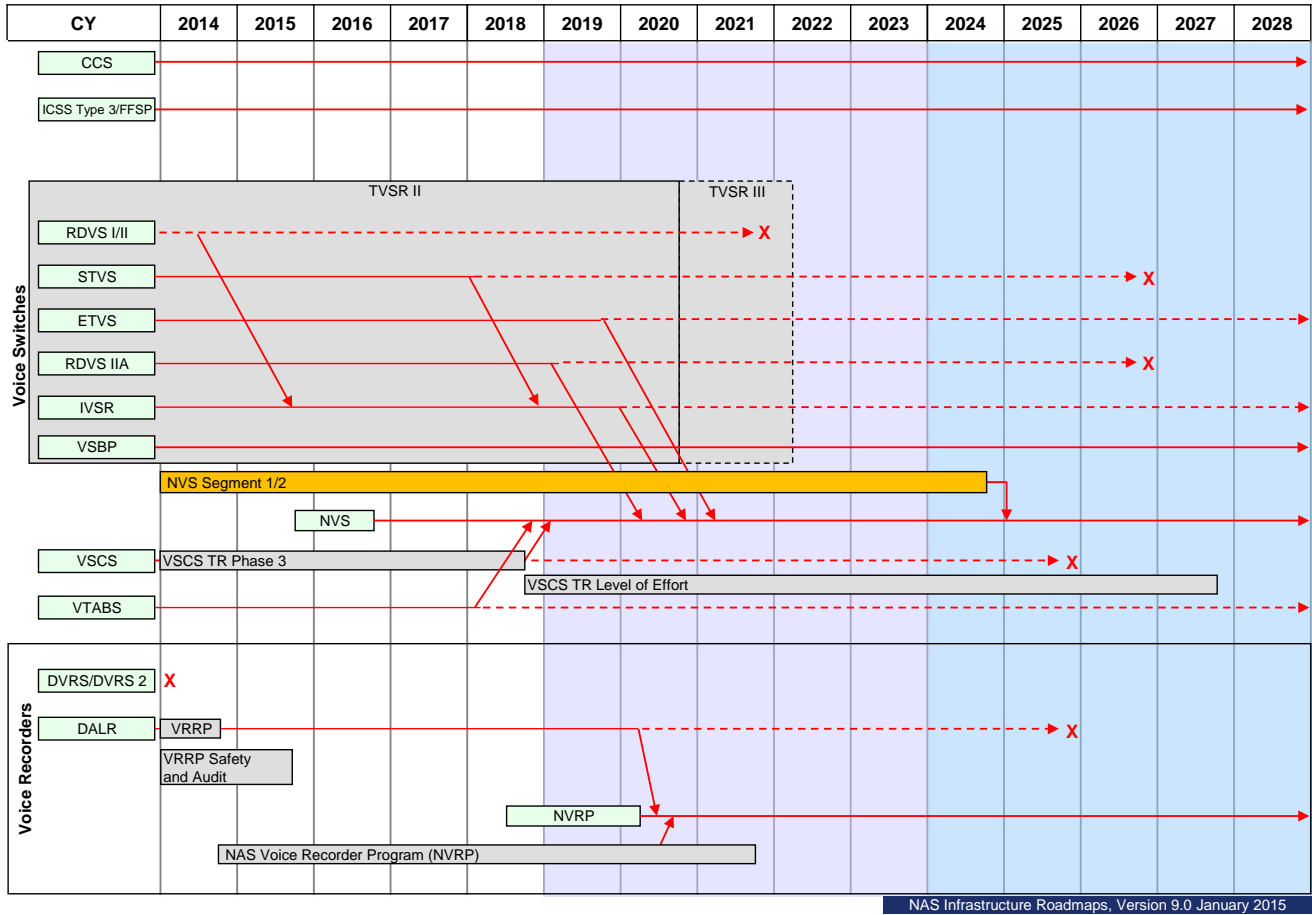 CY 2014 2015 2016 2017 2018 2019 2020 2021 2022 2023 2024 2025 2026 2027 2028
CCS
ICSS Type 3/FFSP
TVSR II TVSR III
Voice Switches
RDVS I/II X
STVS X
ETVS
RDVS IIA X
IVSR
VSBP
NVS Segment 1/2
NVS
VSCS VSCS TR Phase 3 X
VSCS TR Level of Effort
VTABS
Voice Recorders
DVRS/DVRS 2 X
DALR VRRP X
VRRP Safety
and Audit
NVRP
NAS Voice Recorder Program (NVRP)
NAS Infrastructure Roadmaps, Version 9.0 January 2015